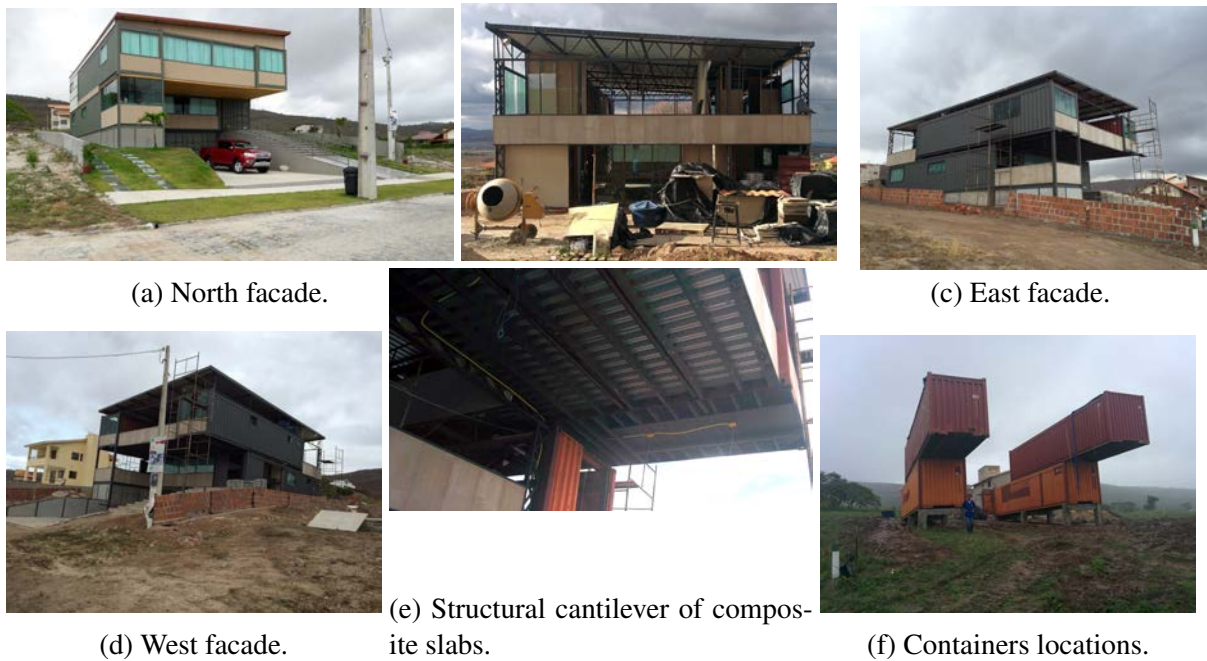 (a) North facade.
(c) East facade.
(d) West facade.
(e) Structural cantilever of compos-
ite slabs.
(f) Containers locations.